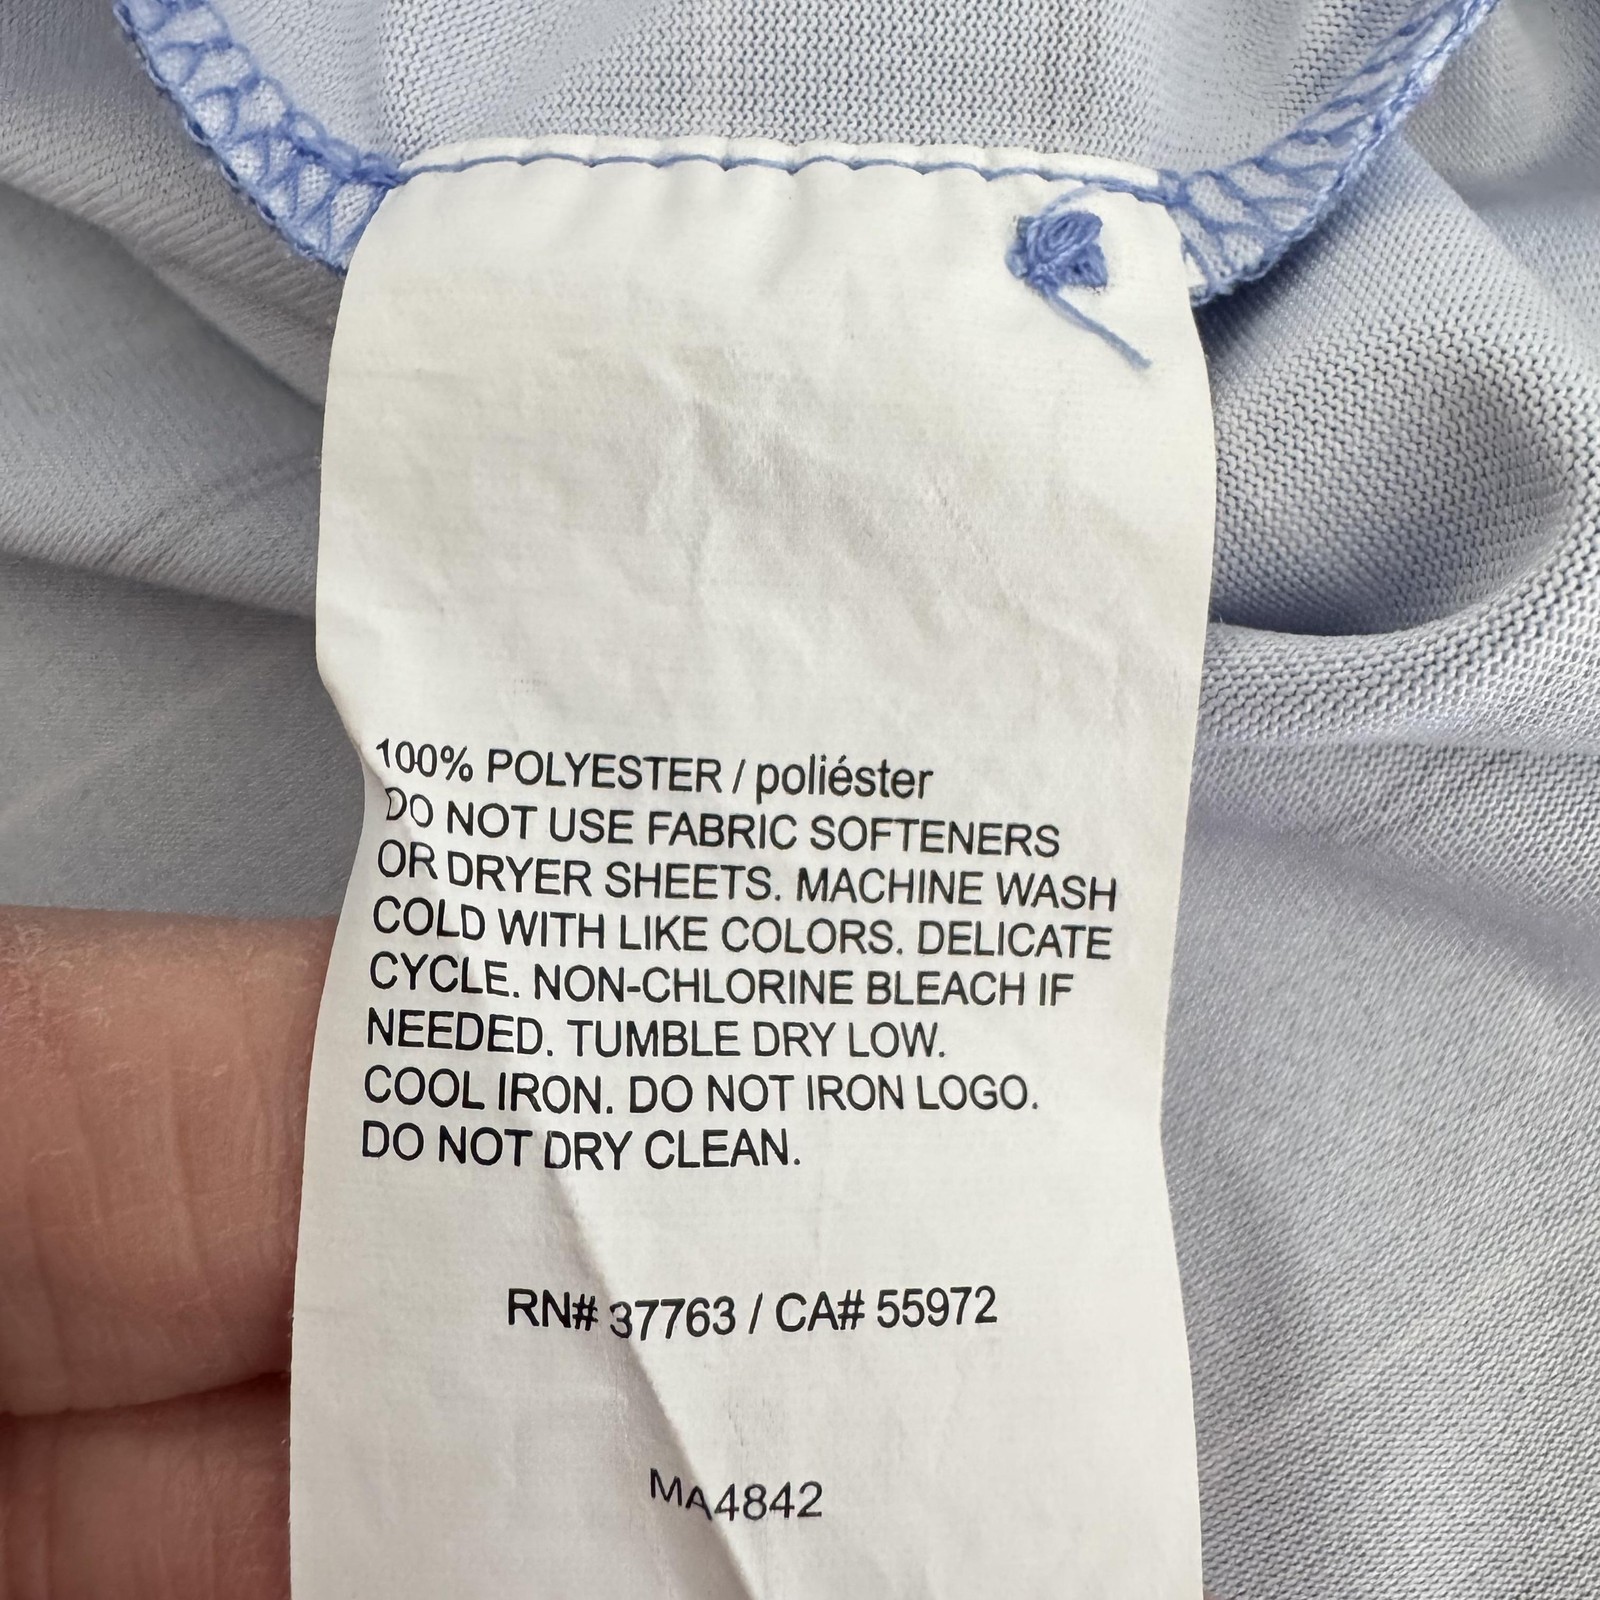 100% POLYESTER / poliéster
DO NOT USE FABRIC SOFTENERS
OR DRYER SHEETS. MACHINE WASH
COLD WITH LIKE COLORS. DELICATE
CYCLE. NON-CHLORINE BLEACH IF
NEEDED. TUMBLE DRY LOW.
COOL IRON. DO NOT IRON LOGO.
DO NOT DRY CLEAN.
RN# 37763 / CA# 55972
MA4842